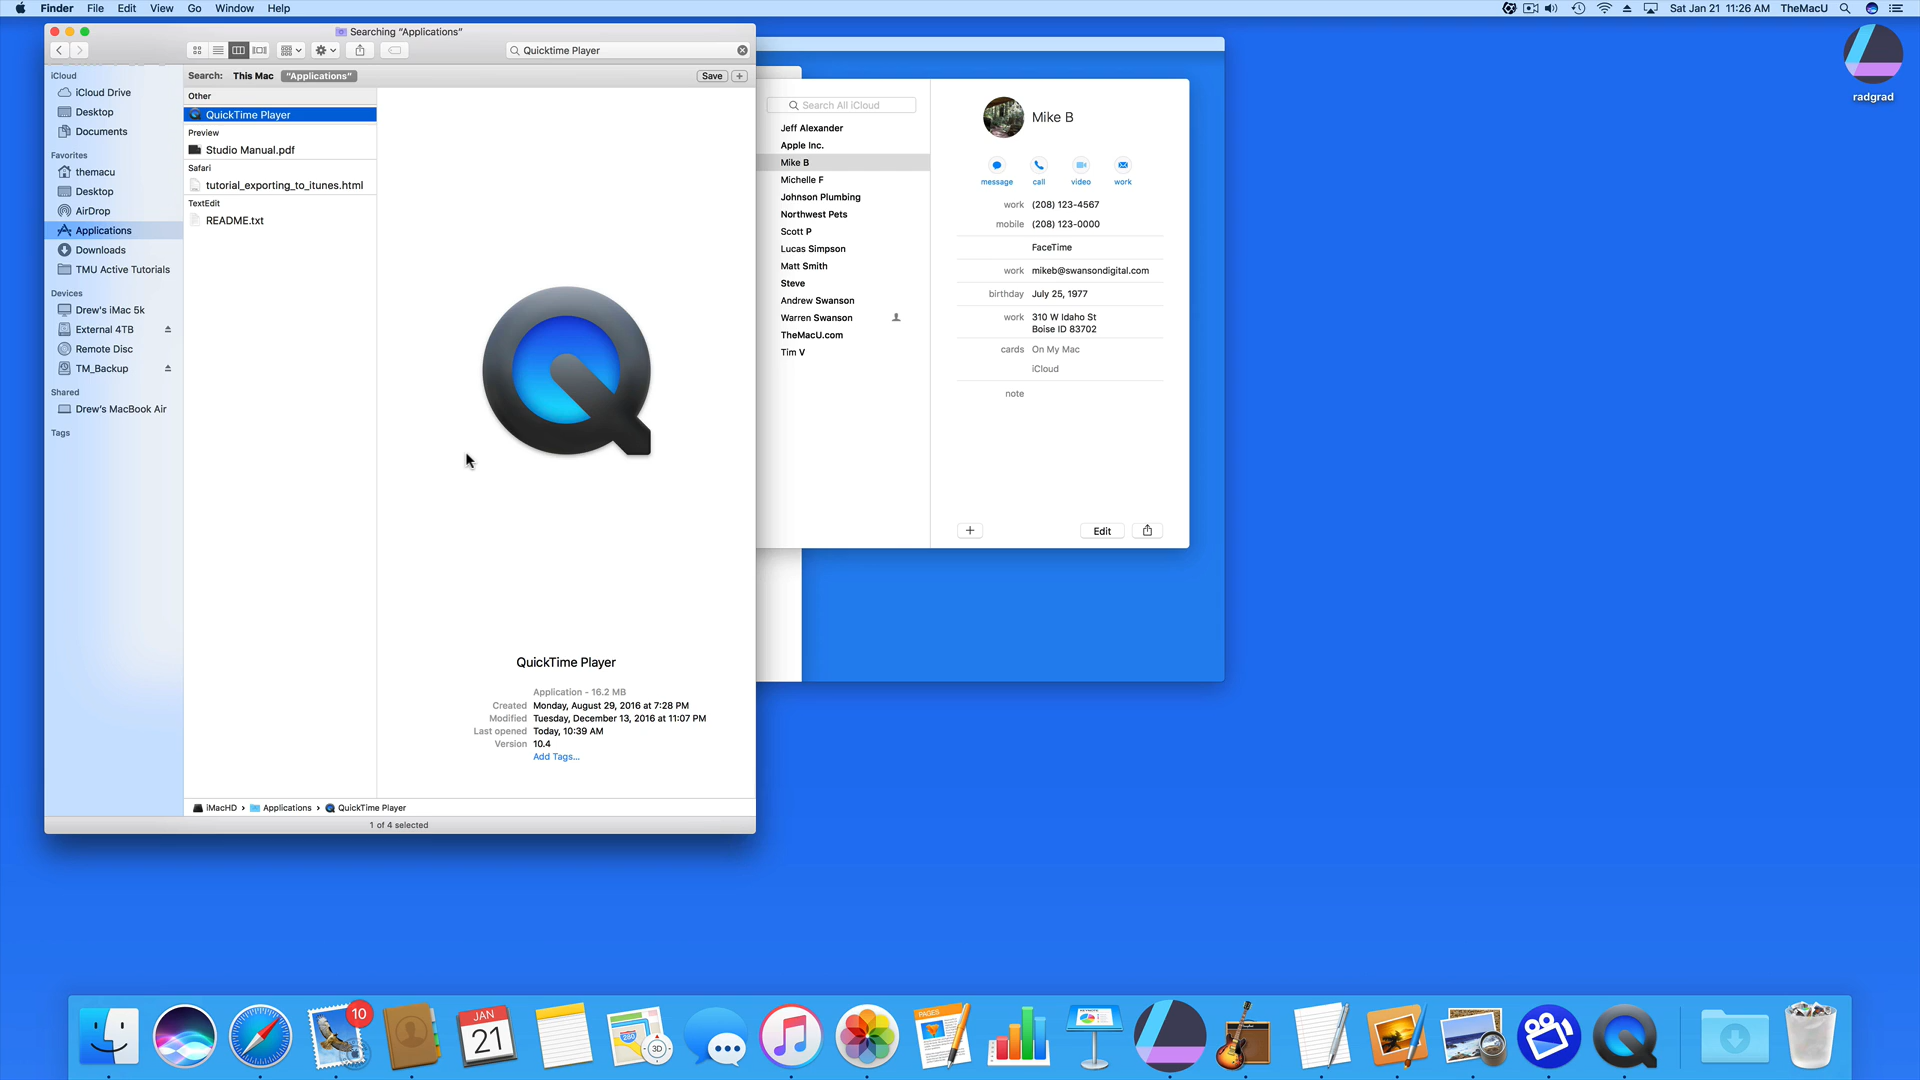 Finder File Edit View Go Window Help
Sat Jan 21 11:26 AM TheMacU
Searching “Applications”
Quicktime Player
Search: This Mac “Applications” Save +
iCloud
iCloud Drive
Desktop
Documents
Favorites
themacu
Desktop
AirDrop
Applications
Downloads
TMU Active Tutorials
Devices
Drew's iMac 5k
External 4TB
Remote Disc
TM_Backup
Shared
Drew's MacBook Air
Tags
Other
QuickTime Player
Preview
Studio Manual.pdf
Safari
tutorial_exporting_to_itunes.html
TextEdit
README.txt
QuickTime Player
Application - 16.2 MB
Created Monday, August 29, 2016 at 7:28 PM
Modified Tuesday, December 13, 2016 at 11:07 PM
Last opened Today, 10:39 AM
Version 10.4
Add Tags...
iMacHD › Applications › QuickTime Player
1 of 4 selected
Search All iCloud
Jeff Alexander
Apple Inc.
Mike B
Michelle F
Johnson Plumbing
Northwest Pets
Scott P
Lucas Simpson
Matt Smith
Steve
Andrew Swanson
Warren Swanson
TheMacU.com
Tim V
Mike B
message call video work
work (208) 123-4567
mobile (208) 123-0000
FaceTime
work mikeb@swansondigital.com
birthday July 25, 1977
work 310 W Idaho St
Boise ID 83702
cards On My Mac
iCloud
note
+ Edit
radgrad
10
JAN
21
280
3D
PAGES
KEYNOTE